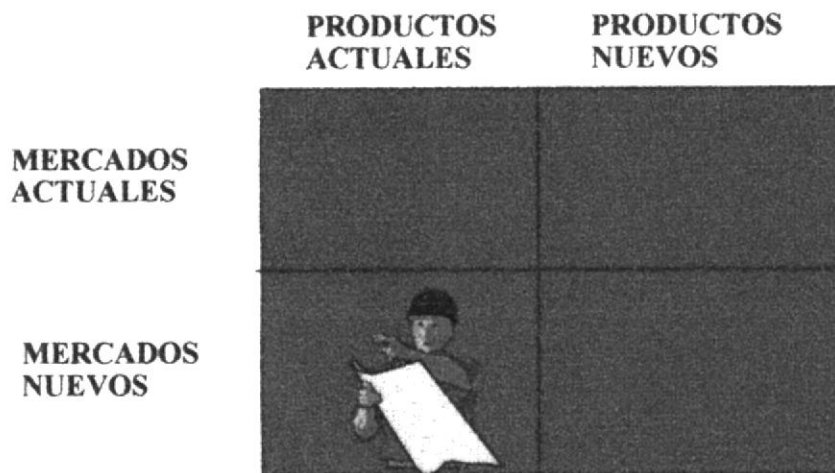 PRODUCTOS
ACTUALES
PRODUCTOS
NUEVOS
MERCADOS
ACTUALES
MERCADOS
NUEVOS